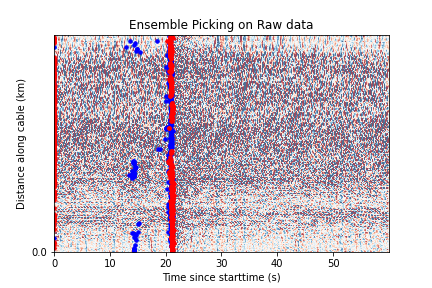 Ensemble Picking on Raw data
Distance along cable (km)
0.0
0 10 20 30 40 50
Time since starttime (s)